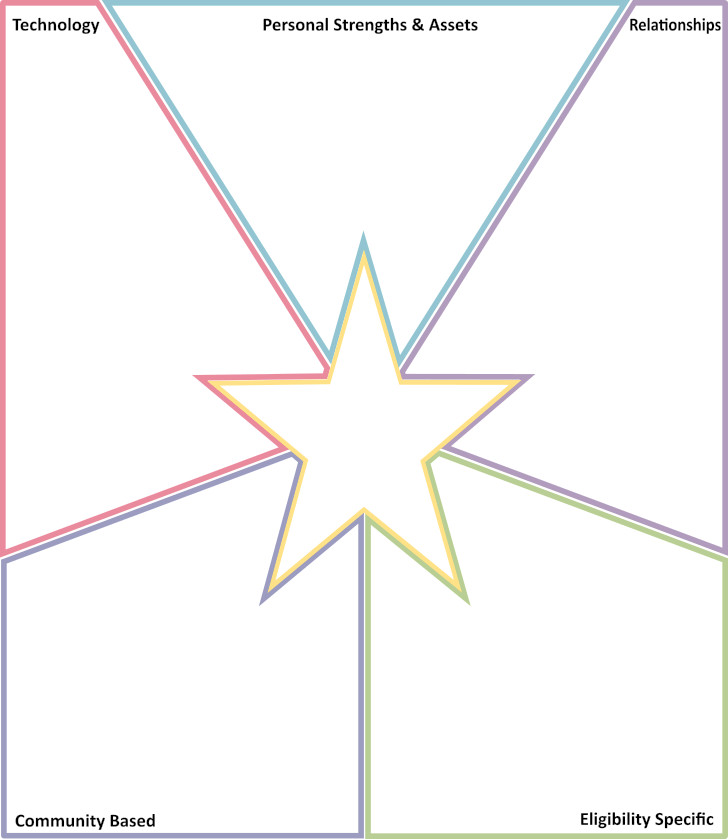 Technology
Personal Strengths & Assets
Relationships
Community Based
Eligibility Specific